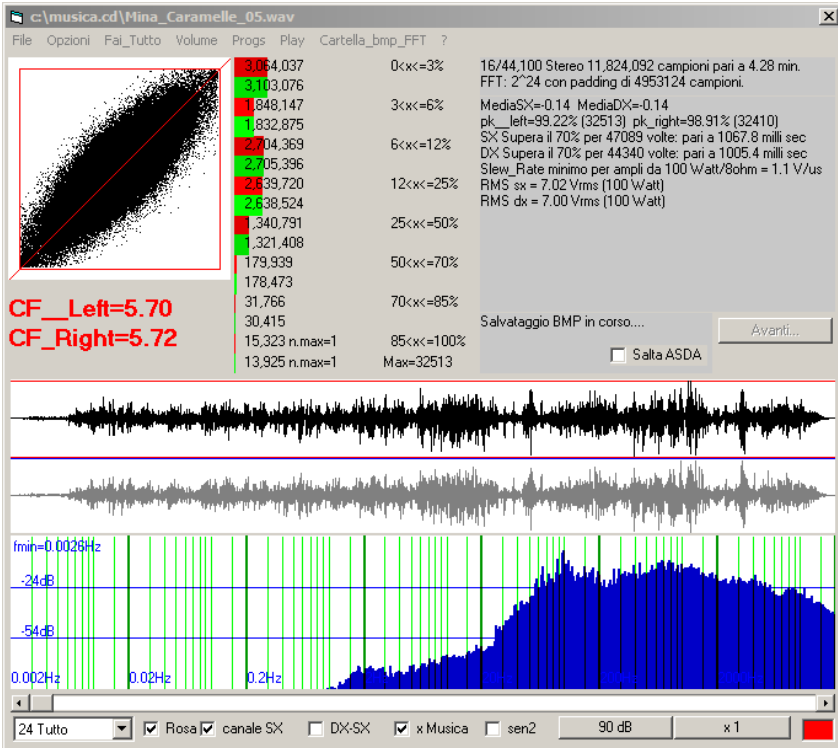 c:\musica.cd\Mina_Caramelle_05.wav
File Opzioni Fai_Tutto Volume Progs Play Cartella_bmp_FFT ?
3,064,037 0<x<=3%
3,103,076
1,848,147 3<x<=6%
1,832,875
2,704,369 6<x<=12%
2,705,396
2,639,720 12<x<=25%
2,638,524
1,340,791 25<x<=50%
1,321,408
179,939 50<x<=70%
178,473
31,766 70<x<=85%
30,415
15,323 n.max=1 85<x<=100%
13,925 n.max=1 Max=32513
CF__Left=5.70
CF_Right=5.72
16/44,100 Stereo 11,824,092 campioni pari a 4.28 min.
FFT: 2^24 con padding di 4953124 campioni.
MediaSX=-0.14 MediaDX=-0.14
pk__left=99.22% (32513) pk_right=98.91% (32410)
SX Supera il 70% per 47089 volte: pari a 1067.8 milli sec
DX Supera il 70% per 44340 volte: pari a 1005.4 milli sec
Slew_Rate minimo per ampli da 100 Watt/8ohm = 1.1 V/us
RMS sx = 7.02 Vrms (100 Watt)
RMS dx = 7.00 Vrms (100 Watt)
Salvataggio BMP in corso....
Avanti...
Salta ASDA
fmin=0.0026Hz
-24dB
-54dB
0.002Hz 0.02Hz 0.2Hz
24 Tutto Rosa canale SX DX-SX x Musica sen2 90 dB x 1